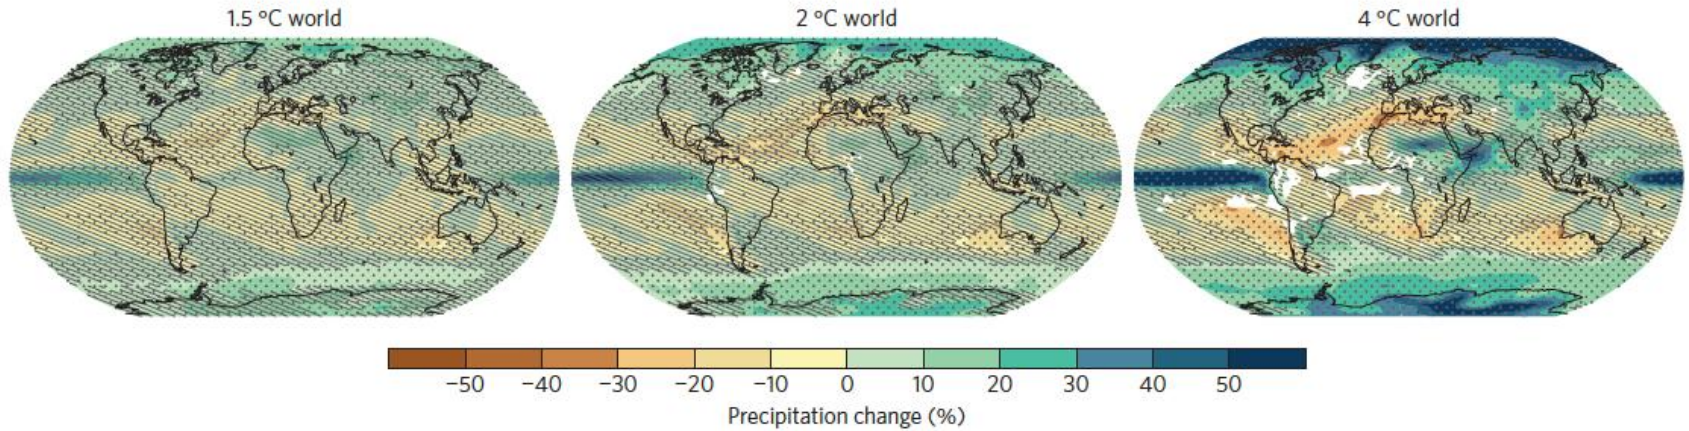 1.5 °C world 2 °C world 4 °C world
−50 −40 −30 −20 −10 0 10 20 30 40 50
Precipitation change (%)